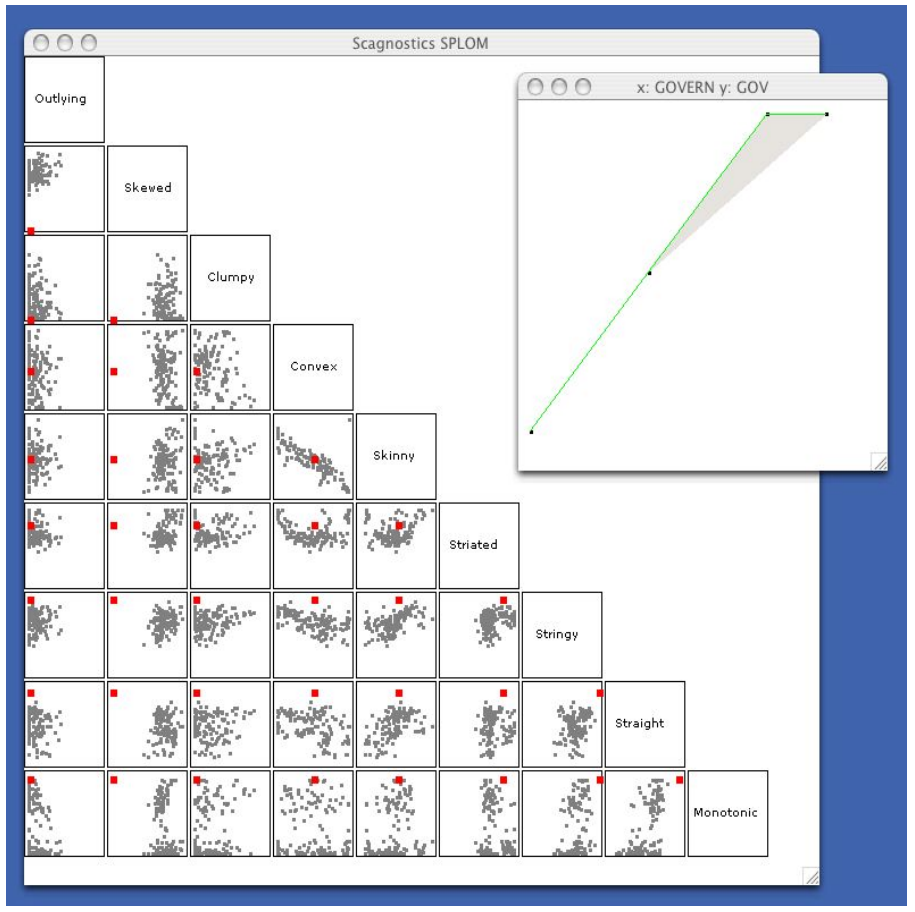 Scagnostics SPLOM
x: GOVERN y: GOV
Outlying
Skewed
Clumpy
Convex
Skinny
Striated
Stringy
Straight
Monotonic